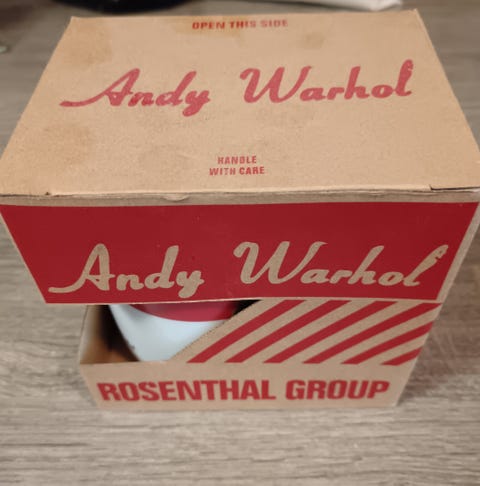 OPEN THIS SIDE
Andy Warhol
HANDLE
WITH CARE
Andy Warhol
ROSENTHAL GROUP